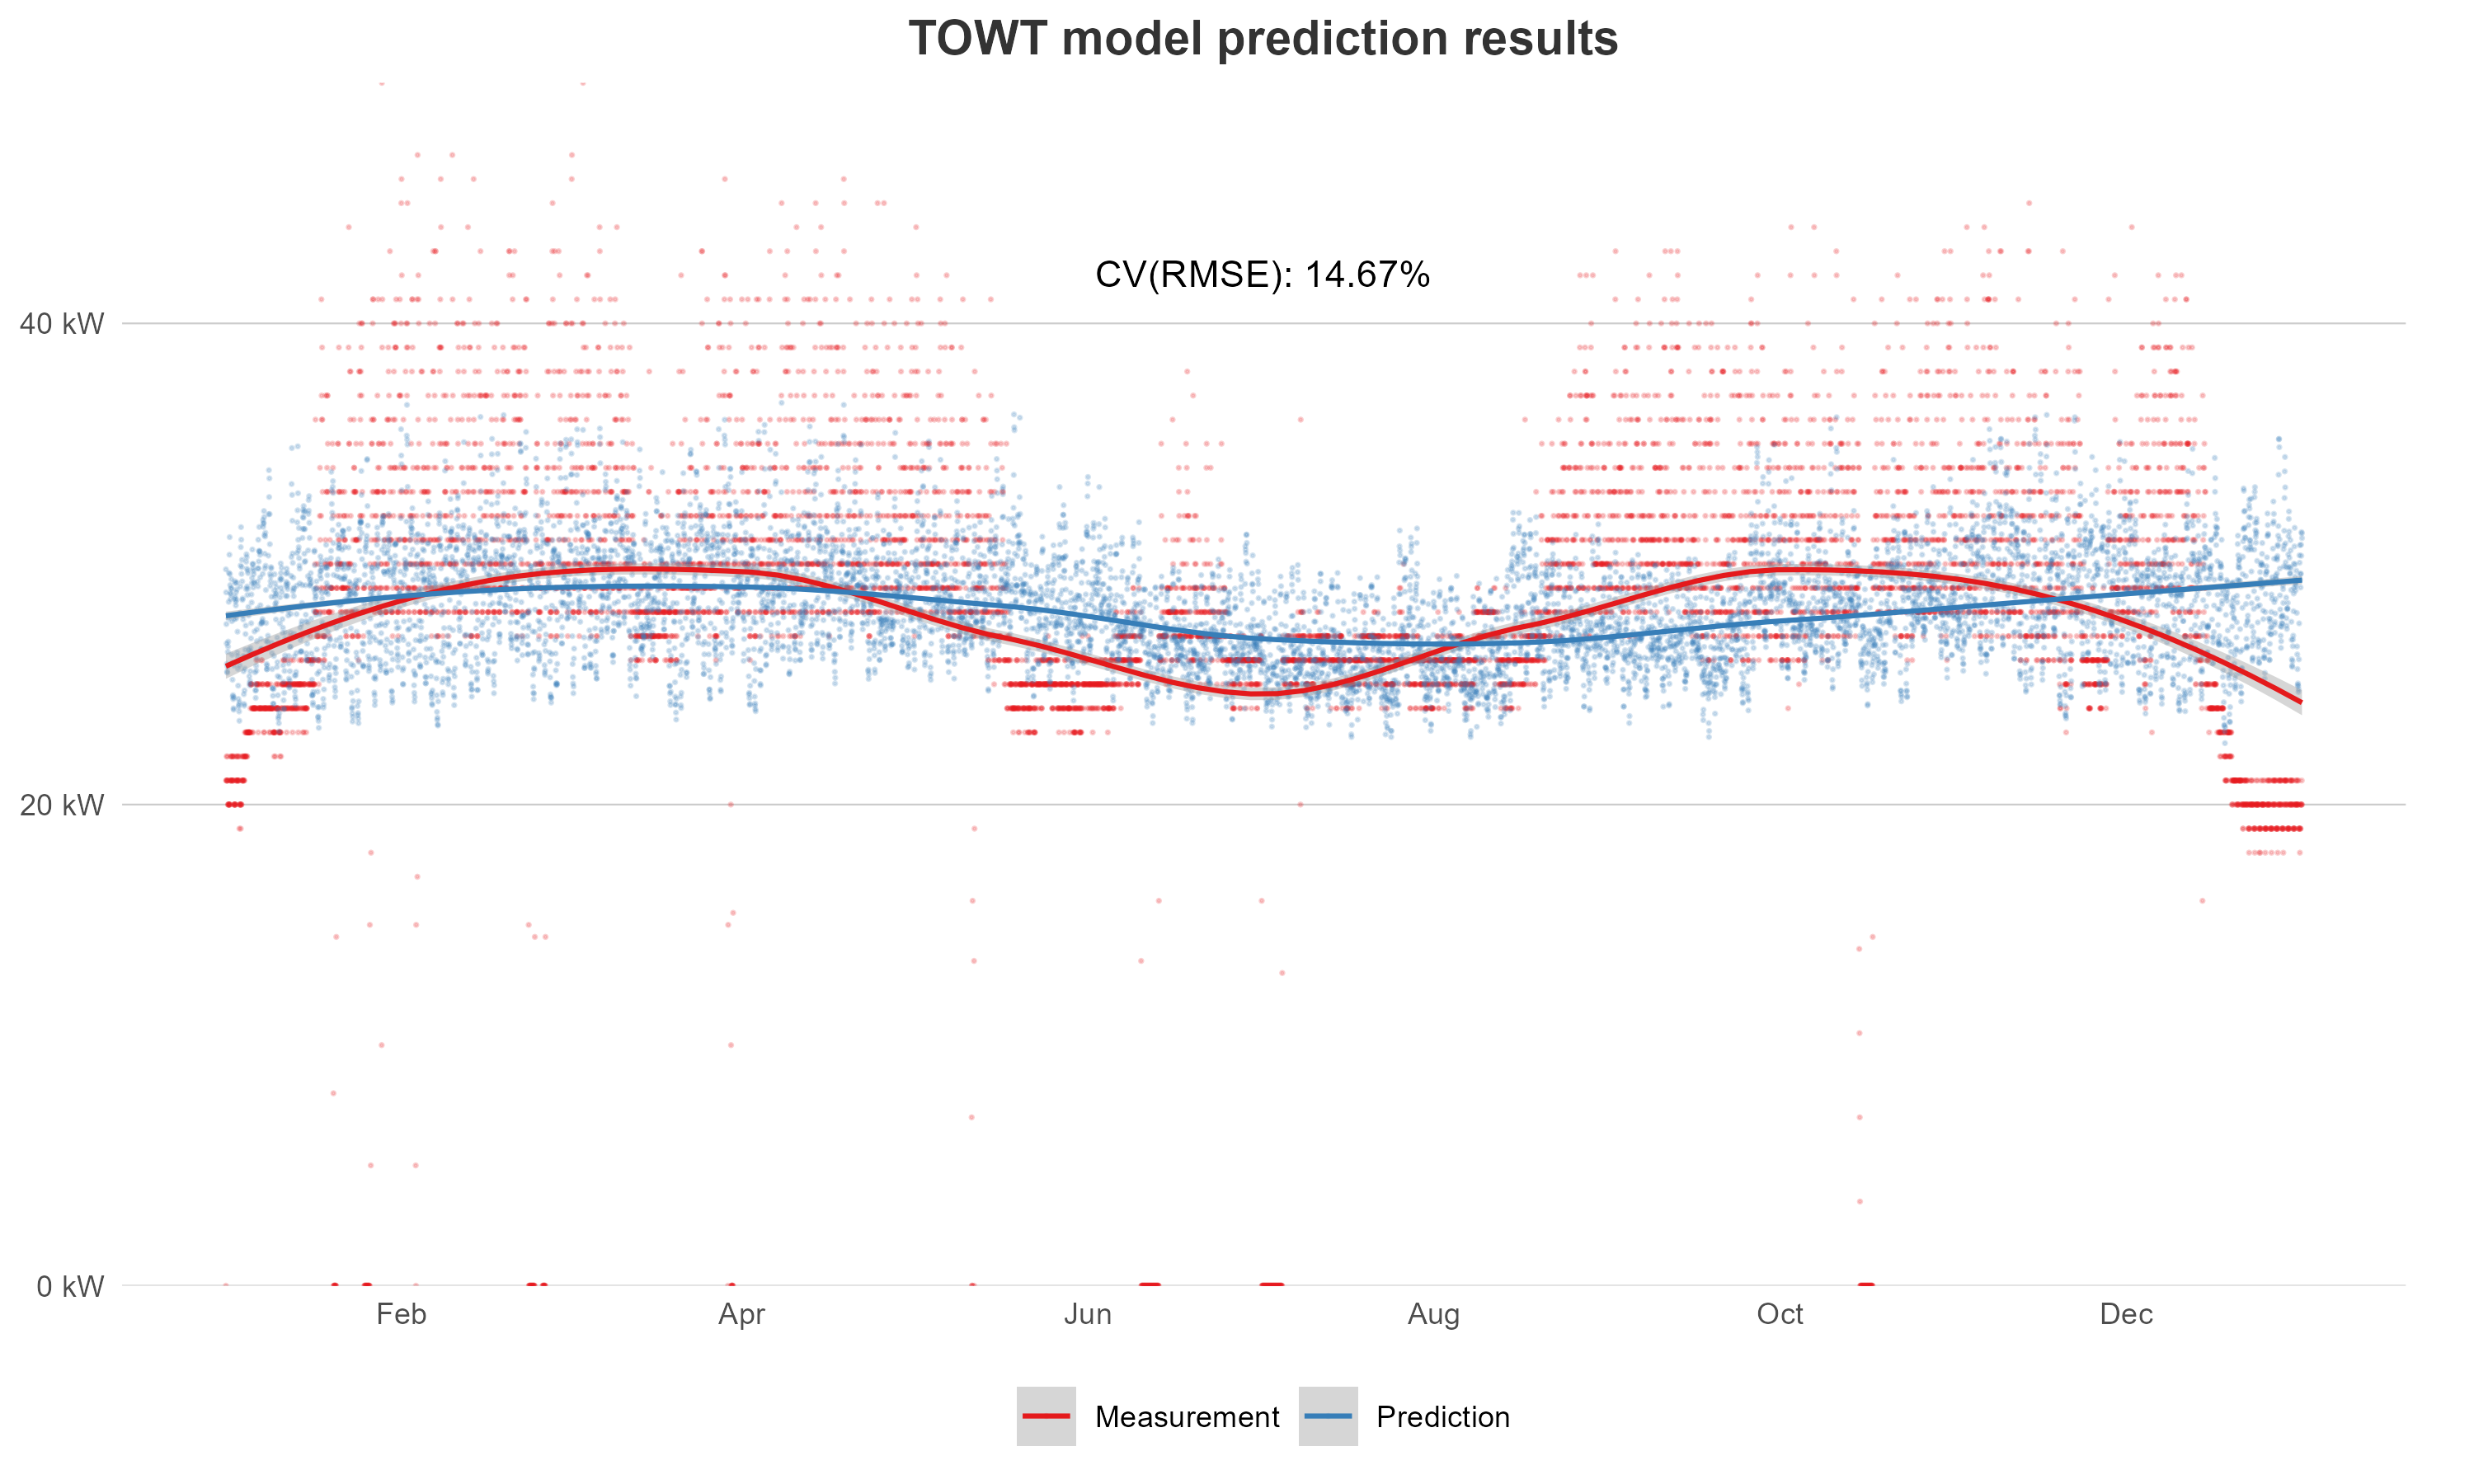 TOWT model prediction results
CV(RMSE): 14.67%
40 kW
20 kW
0 kW
Feb Apr Jun Aug Oct Dec
Measurement Prediction